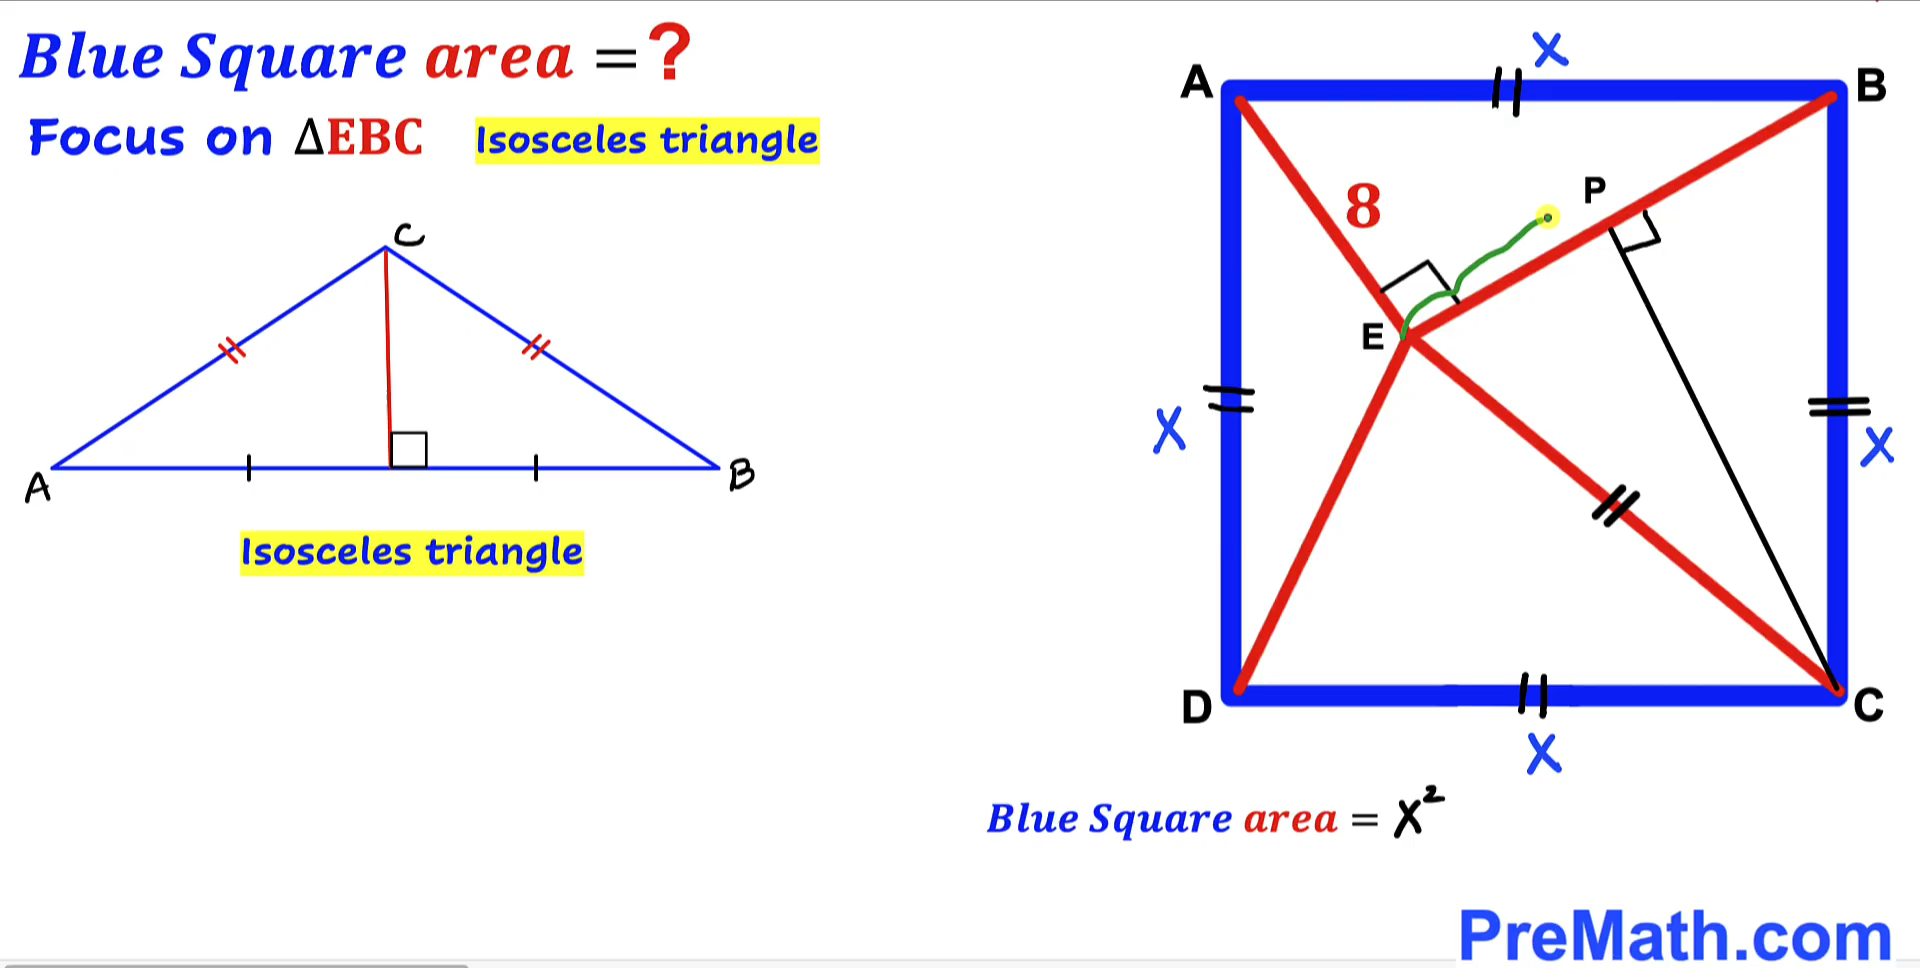 Blue Square area = ?
Focus on ΔEBC Isosceles triangle
C
A
B
Isosceles triangle
X
A
B
8
P
E
X
X
D
C
X
Blue Square area = X²
PreMath.com